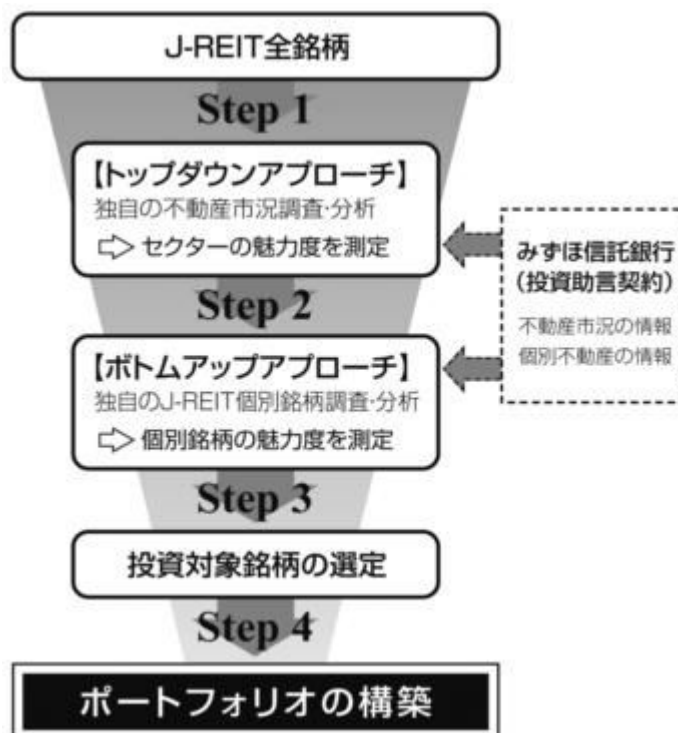 J-REIT全銘柄
Step 1
【トップダウンアプローチ】
独自の不動産市況調査・分析
⇨ セクターの魅力度を測定
Step 2
【ボトムアップアプローチ】
独自のJ-REIT個別銘柄調査・分析
⇨ 個別銘柄の魅力度を測定
みずほ信託銀行
(投資助言契約)
不動産市況の情報
個別不動産の情報
Step 3
投資対象銘柄の選定
Step 4
ポートフォリオの構築